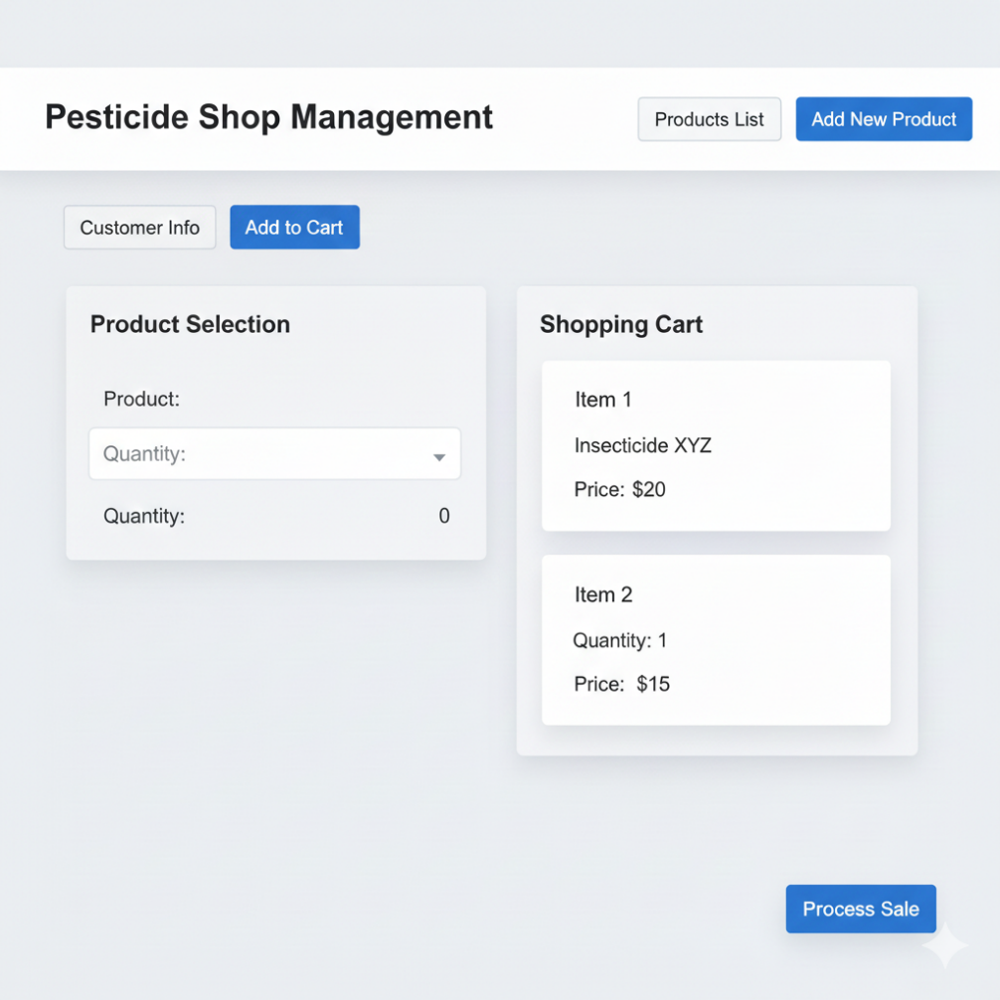 Pesticide Shop Management
Products List
Add New Product
Customer Info
Add to Cart
Product Selection
Product:
Quantity:
Quantity: 0
Shopping Cart
Item 1
Insecticide XYZ
Price: $20
Item 2
Quantity: 1
Price: $15
Process Sale